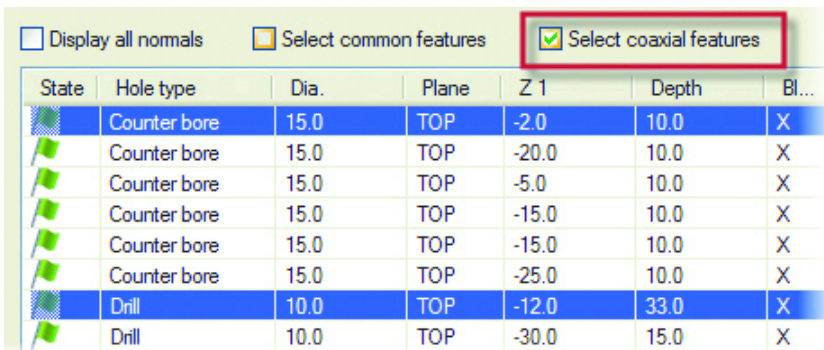 Display all normals Select common features Select coaxial features
State Hole type Dia. Plane Z 1 Depth Bl...
Counter bore 15.0 TOP -2.0 10.0 X
Counter bore 15.0 TOP -20.0 10.0 X
Counter bore 15.0 TOP -5.0 10.0 X
Counter bore 15.0 TOP -15.0 10.0 X
Counter bore 15.0 TOP -15.0 10.0 X
Counter bore 15.0 TOP -25.0 10.0 X
Drill 10.0 TOP -12.0 33.0 X
Drill 10.0 TOP -30.0 15.0 X